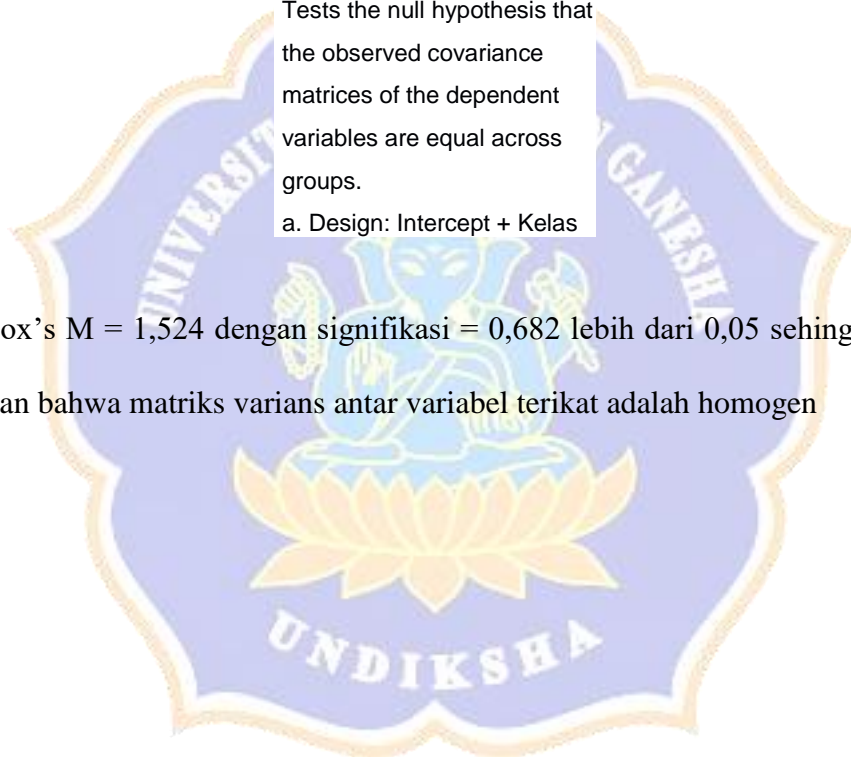 Tests the null hypothesis that
the observed covariance
matrices of the dependent
variables are equal across
groups.
a. Design: Intercept + Kelas
ox’s M = 1,524 dengan signifikasi = 0,682 lebih dari 0,05 sehing
an bahwa matriks varians antar variabel terikat adalah homogen
GANESHA
UNDIKSHA